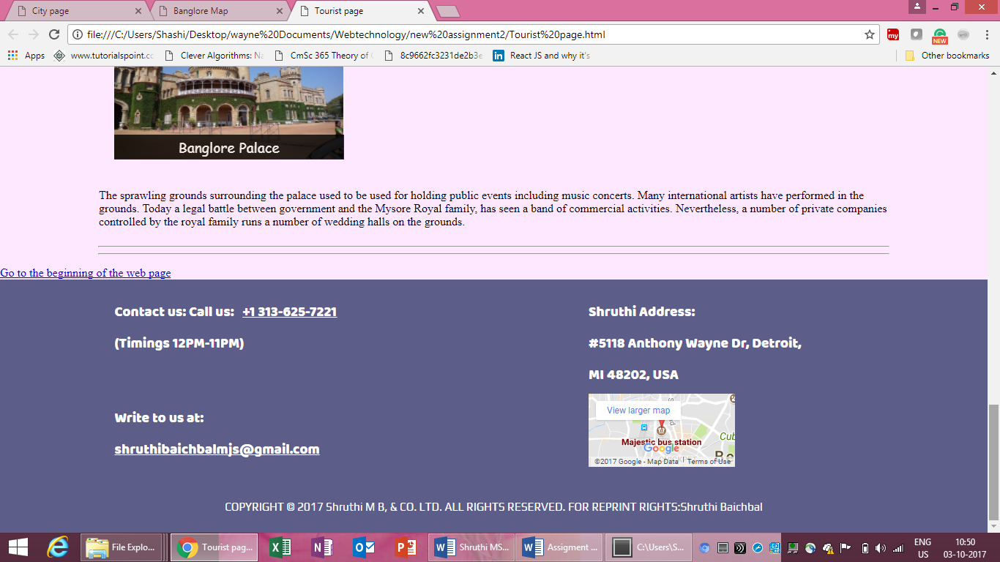 City page
Banglore Map
Tourist page
file:///C:/Users/Shashi/Desktop/wayne%20Documents/Webtechnology/new%20assignment2/Tourist%20page.html
my
NEW
Apps
www.tutorialspoint.co
Clever Algorithms: Na
CmSc 365 Theory of
8c9662fc3231de2b3e
React JS and why it's
Other bookmarks
Banglore Palace
The sprawling grounds surrounding the palace used to be used for holding public events including music concerts. Many international artists have performed in the
grounds. Today a legal battle between government and the Mysore Royal family, has seen a band of commercial activities. Nevertheless, a number of private companies
controlled by the royal family runs a number of wedding halls on the grounds.
Go to the beginning of the web page
Contact us: Call us: +1 313-625-7221
(Timings 12PM-11PM)
Write to us at:
shruthibaichbalmjs@gmail.com
Shruthi Address:
#5118 Anthony Wayne Dr, Detroit,
MI 48202, USA
View larger map
Cub
Majestic bus station
Google
©2017 Google - Map Data
Terms of Use
COPYRIGHT © 2017 Shruthi M B, & CO. LTD. ALL RIGHTS RESERVED. FOR REPRINT RIGHTS:Shruthi Baichbal
File Explo...
Tourist pag...
Shruthi MS...
Assigment ...
C:\Users\S...
ENG
US
10:50
03-10-2017